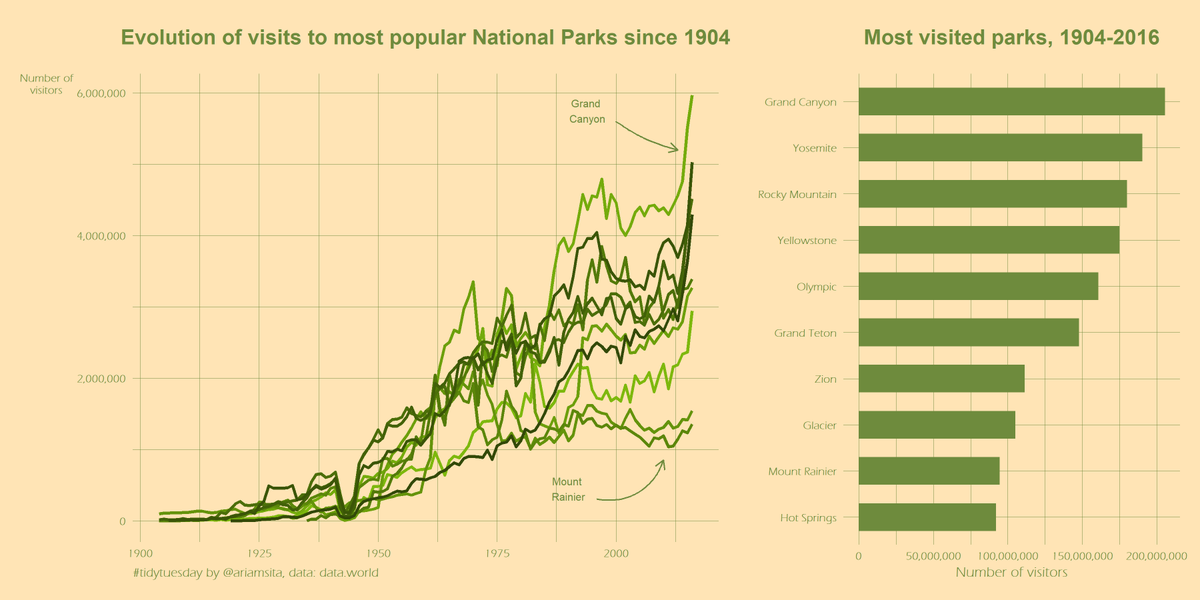 Evolution of visits to most popular National Parks since 1904
Number of
visitors
6,000,000
4,000,000
2,000,000
0
1900
1925
1950
1975
2000
Grand
Canyon
Mount
Rainier
#tidytuesday by @ariamsita, data: data.world
Most visited parks, 1904-2016
Grand Canyon
Yosemite
Rocky Mountain
Yellowstone
Olympic
Grand Teton
Zion
Glacier
Mount Rainier
Hot Springs
0
50,000,000
100,000,000
150,000,000
200,000,000
Number of visitors